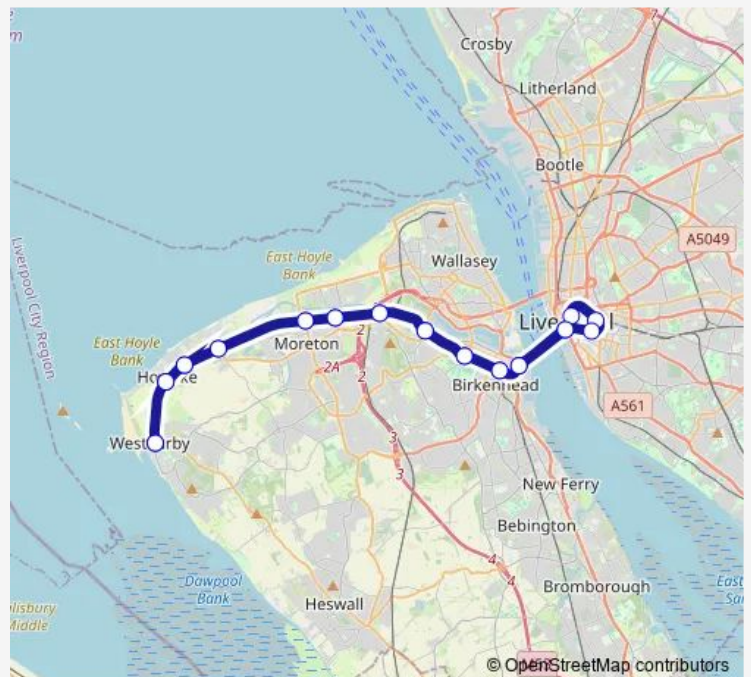 Crosby
Litherland
Bootle
A5049
Wallasey
East Hoyle
Bank
Liverpool City Region
East Hoyle
Bank
Moreton
2
2A
2
Birkenhead
A561
3
3
New Ferry
Bebington
4
4
Dawpool
Bank
Bromborough
Heswall
© OpenStreetMap contributors